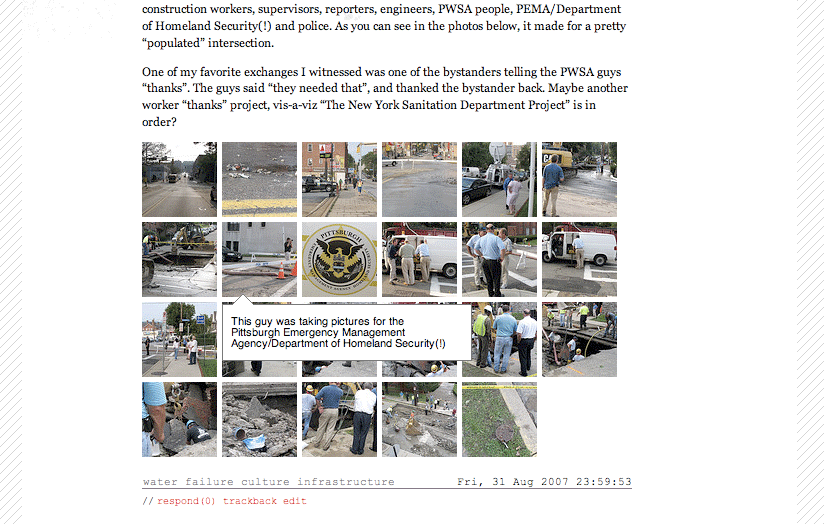 construction workers, supervisors, reporters, engineers, PWSA people, PEMA/Department
of Homeland Security(!) and police. As you can see in the photos below, it made for a pretty
“populated” intersection.
One of my favorite exchanges I witnessed was one of the bystanders telling the PWSA guys
“thanks”. The guys said “they needed that”, and thanked the bystander back. Maybe another
worker “thanks” project, vis-a-viz “The New York Sanitation Department Project” is in
order?
PITTSBURGH
This guy was taking pictures for the
Pittsburgh Emergency Management
Agency/Department of Homeland Security(!)
water failure culture infrastructure
Fri, 31 Aug 2007 23:59:53
// respond(0) trackback edit